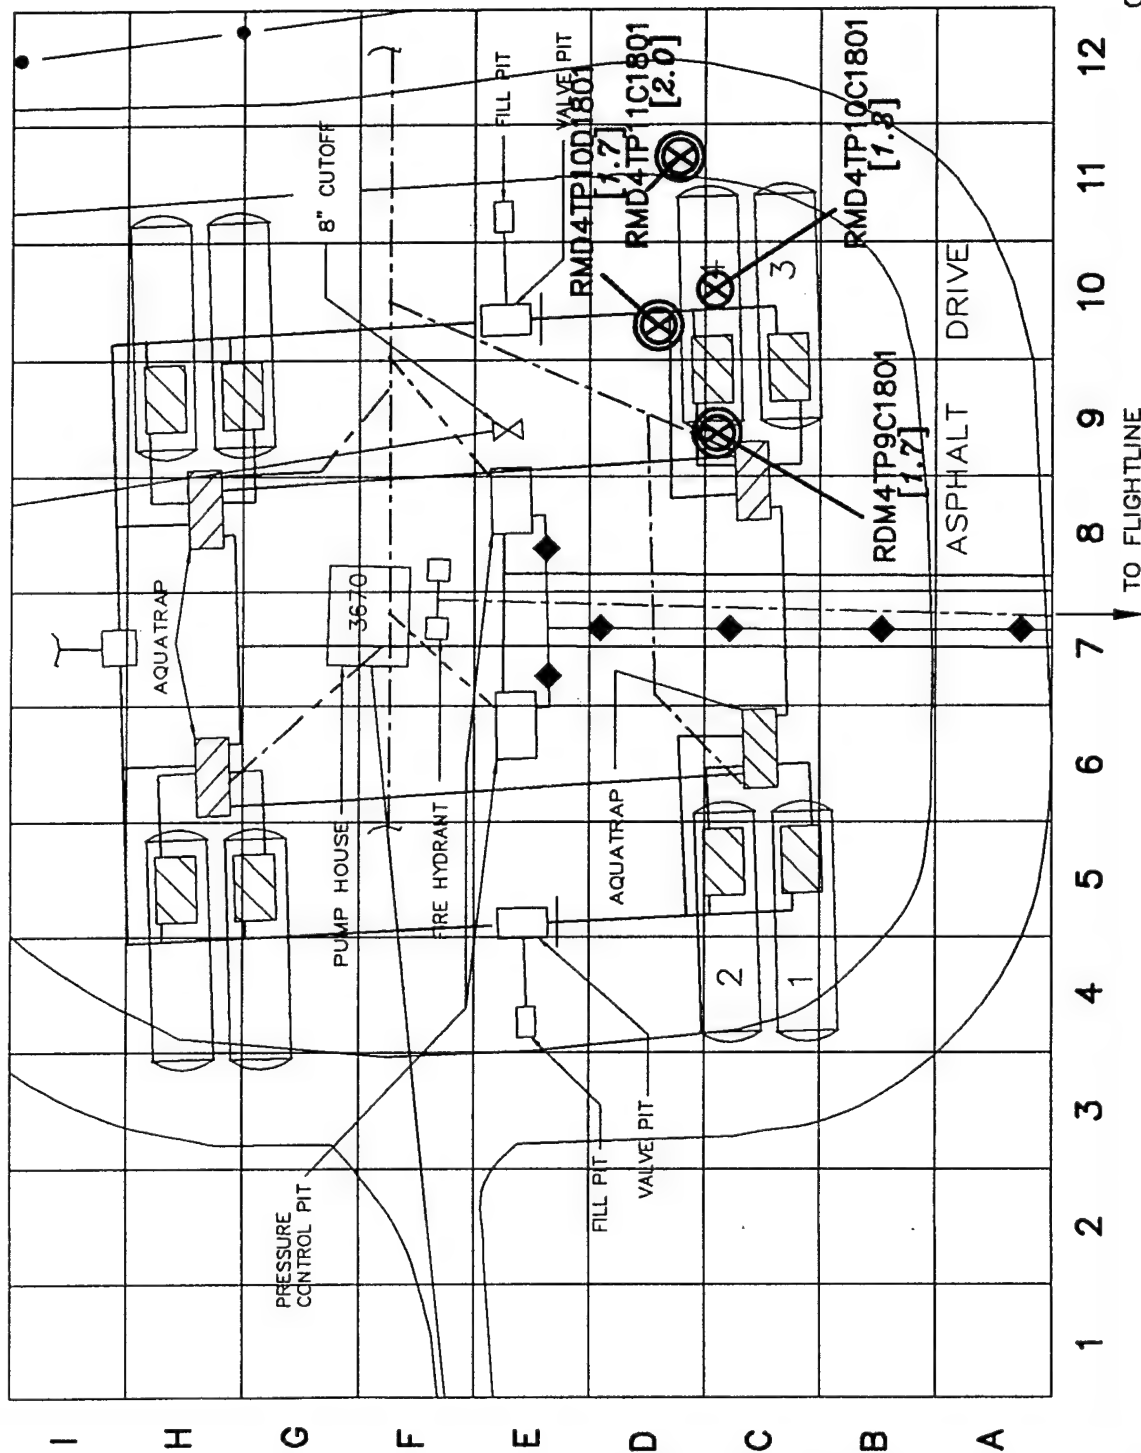 I
H
G
F
E
D
C
B
A
1
2
3
4
5
6
7
8
9
10
11
12
PRESSURE
CONTROL PIT
PUMP HOUSE
FIRE HYDRANT
3670
AQUATRAP
8" CUTOFF
FILL PIT
VALVE PIT
FILL PIT
VALVE PIT
AQUATRAP
RMD4TP10D1801
[1.7]
RMD4TP11C1801
[2.0]
RMD4TP10C1801
[1.8]
RDM4TP9C1801
[1.7]
2
1
4
3
ASPHALT DRIVE
TO FLIGHTLINE